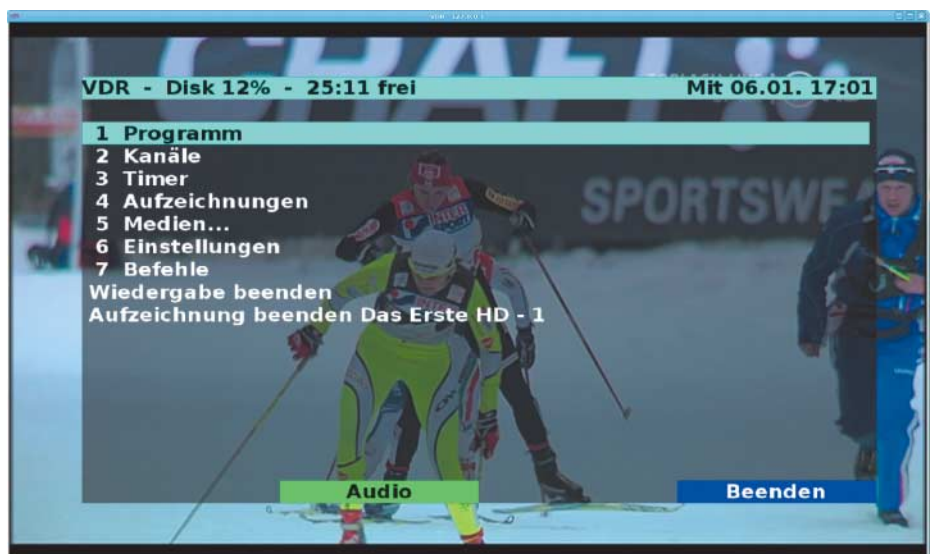 CRAFT
VDR - Disk 12% - 25:11 frei Mit 06.01. 17:01
1 Programm
2 Kanäle
3 Timer
4 Aufzeichnungen
5 Medien...
6 Einstellungen
7 Befehle
Wiedergabe beenden
Aufzeichnung beenden Das Erste HD - 1
SPORTSWEA
Audio Beenden